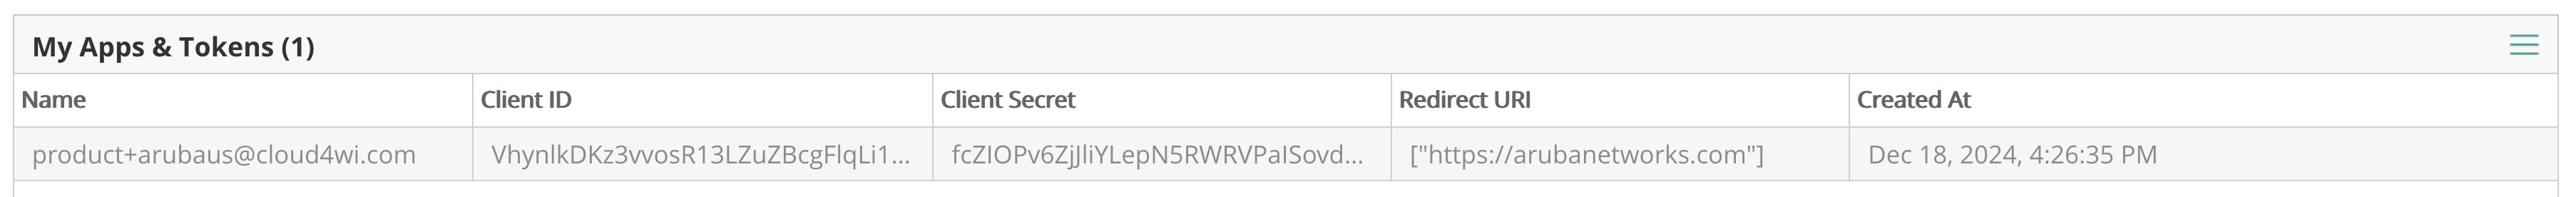 My Apps & Tokens (1)
Name Client ID Client Secret Redirect URI Created At
product+arubaus@cloud4wi.com VhynlkDKz3vvosR13LZuZBcgFlqLi1... fcZIOPv6ZjJliYLepN5RWRVPaISovd... ["https://arubanetworks.com"] Dec 18, 2024, 4:26:35 PM